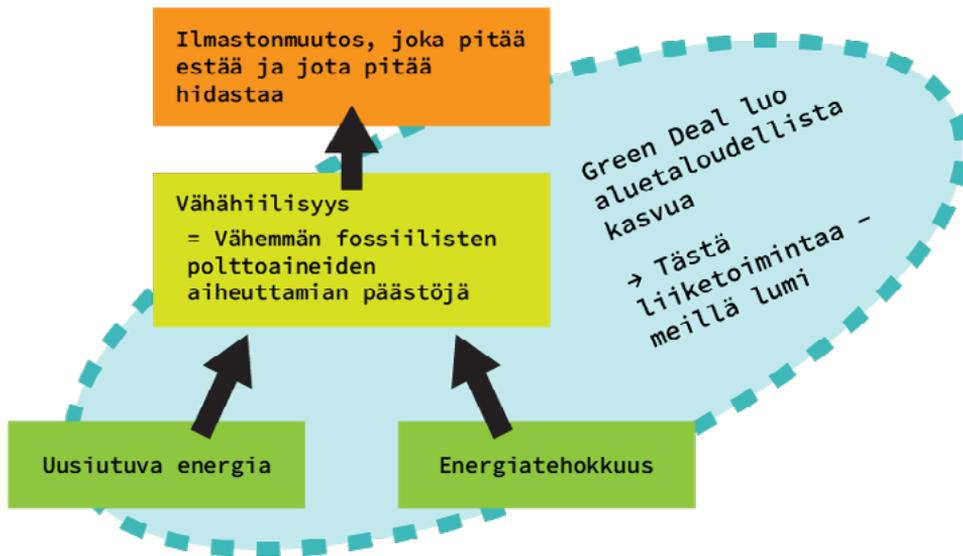 Ilmastonmuutos, joka pitää
estää ja jota pitää
hidastaa
Green Deal luo
aluetaloudellista
kasvua
→ Tästä
liiketoimintaa –
meillä lumi
Vähähiilisyys
= Vähemmän fossiilisten
polttoaineiden
aiheuttamian päästöjä
Uusiutuva energia
Energiatehokkuus